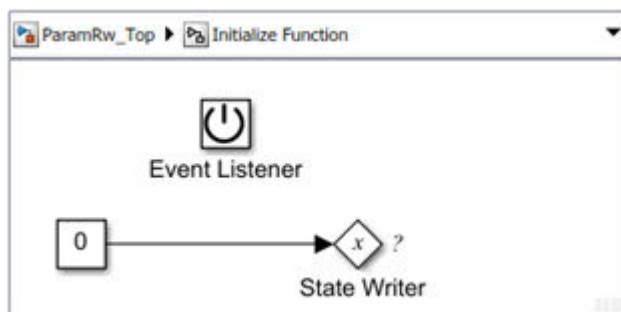 ParamRw_Top ▶ Initialize Function
Event Listener
0
x ?
State Writer